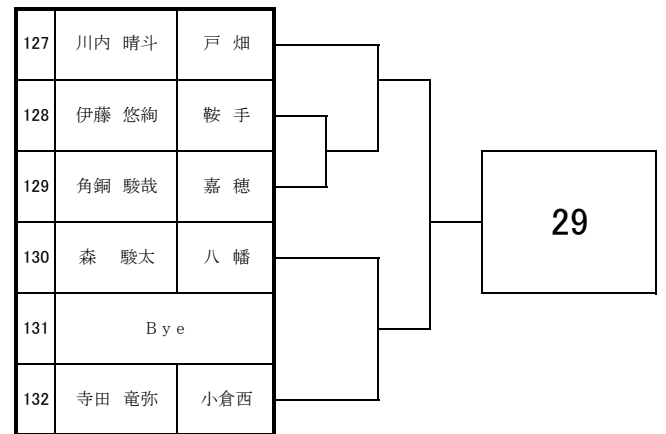 127 川内 晴斗 戸 畑
128 伊藤 悠絢 鞍 手
129 角銅 駿哉 嘉 穂
130 森 駿太 八 幡
29
131 Bye
132 寺田 竜弥 小倉西